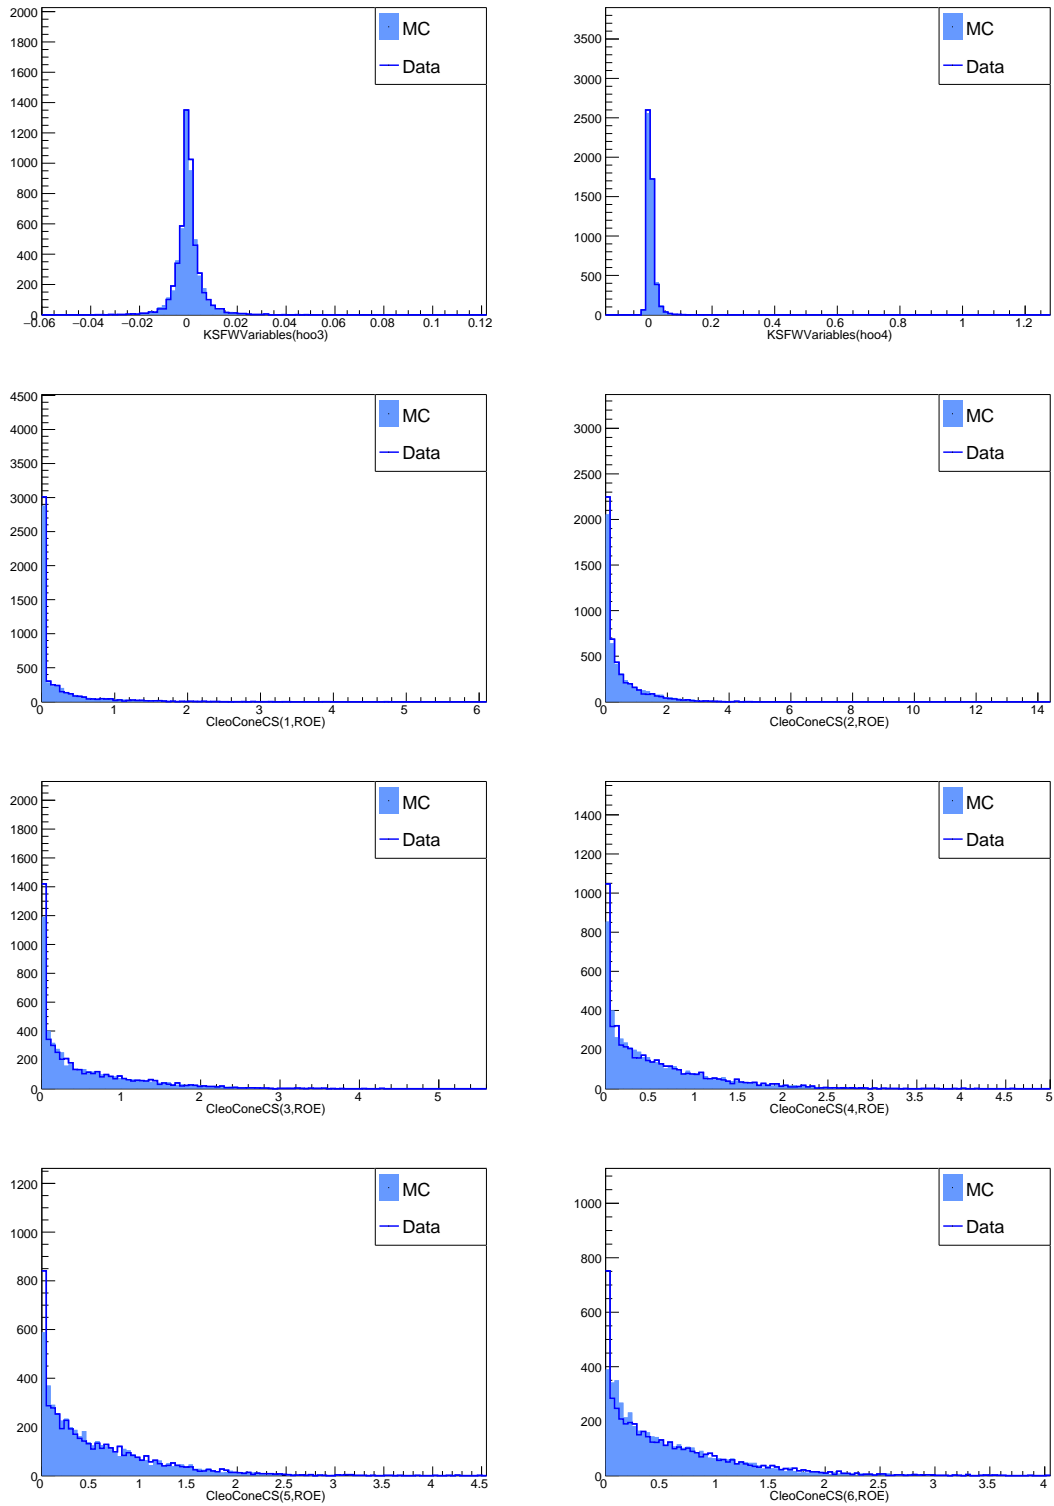 2000
1800
1600
1400
1200
1000
800
600
400
200
0
−0.06 −0.04 −0.02 0 0.02 0.04 0.06 0.08 0.1 0.12
KSFWVariables(hoo3)
MC
Data
3500
3000
2500
2000
1500
1000
500
0
0 0.2 0.4 0.6 0.8 1 1.2
KSFWVariables(hoo4)
MC
Data
4500
4000
3500
3000
2500
2000
1500
1000
500
0
0 1 2 3 4 5 6
CleoConeCS(1,ROE)
MC
Data
3000
2500
2000
1500
1000
500
0
0 2 4 6 8 10 12 14
CleoConeCS(2,ROE)
MC
Data
2000
1800
1600
1400
1200
1000
800
600
400
200
0
0 1 2 3 4 5
CleoConeCS(3,ROE)
MC
Data
1400
1200
1000
800
600
400
200
0
0 0.5 1 1.5 2 2.5 3 3.5 4 4.5 5
CleoConeCS(4,ROE)
MC
Data
1200
1000
800
600
400
200
0
0 0.5 1 1.5 2 2.5 3 3.5 4 4.5
CleoConeCS(5,ROE)
MC
Data
1000
800
600
400
200
0
0 0.5 1 1.5 2 2.5 3 3.5 4
CleoConeCS(6,ROE)
MC
Data